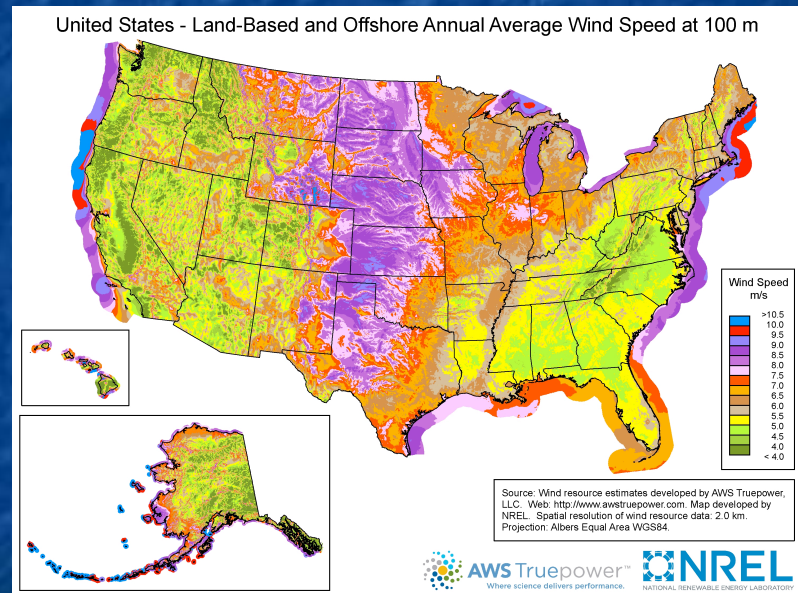 United States - Land-Based and Offshore Annual Average Wind Speed at 100 m
Wind Speed
m/s
>10.5
10.0
9.5
9.0
8.5
8.0
7.5
7.0
6.5
6.0
5.5
5.0
4.5
4.0
< 4.0
Source: Wind resource estimates developed by AWS Truepower,
LLC. Web: http://www.awstruepower.com. Map developed by
NREL. Spatial resolution of wind resource data: 2.0 km.
Projection: Albers Equal Area WGS84.
AWS Truepower™
Where science delivers performance.
NREL
NATIONAL RENEWABLE ENERGY LABORATORY